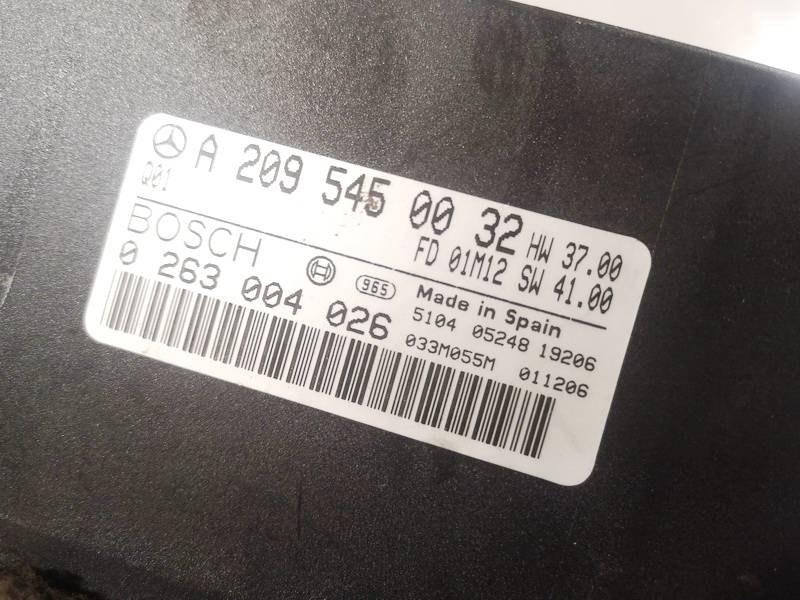 A 209 545 00 32 HW 37.00
Q01 FD 01M12 SW 41.00
BOSCH
0 263 004 026
965
Made in Spain
5104 05248 19206
033M055M 011206